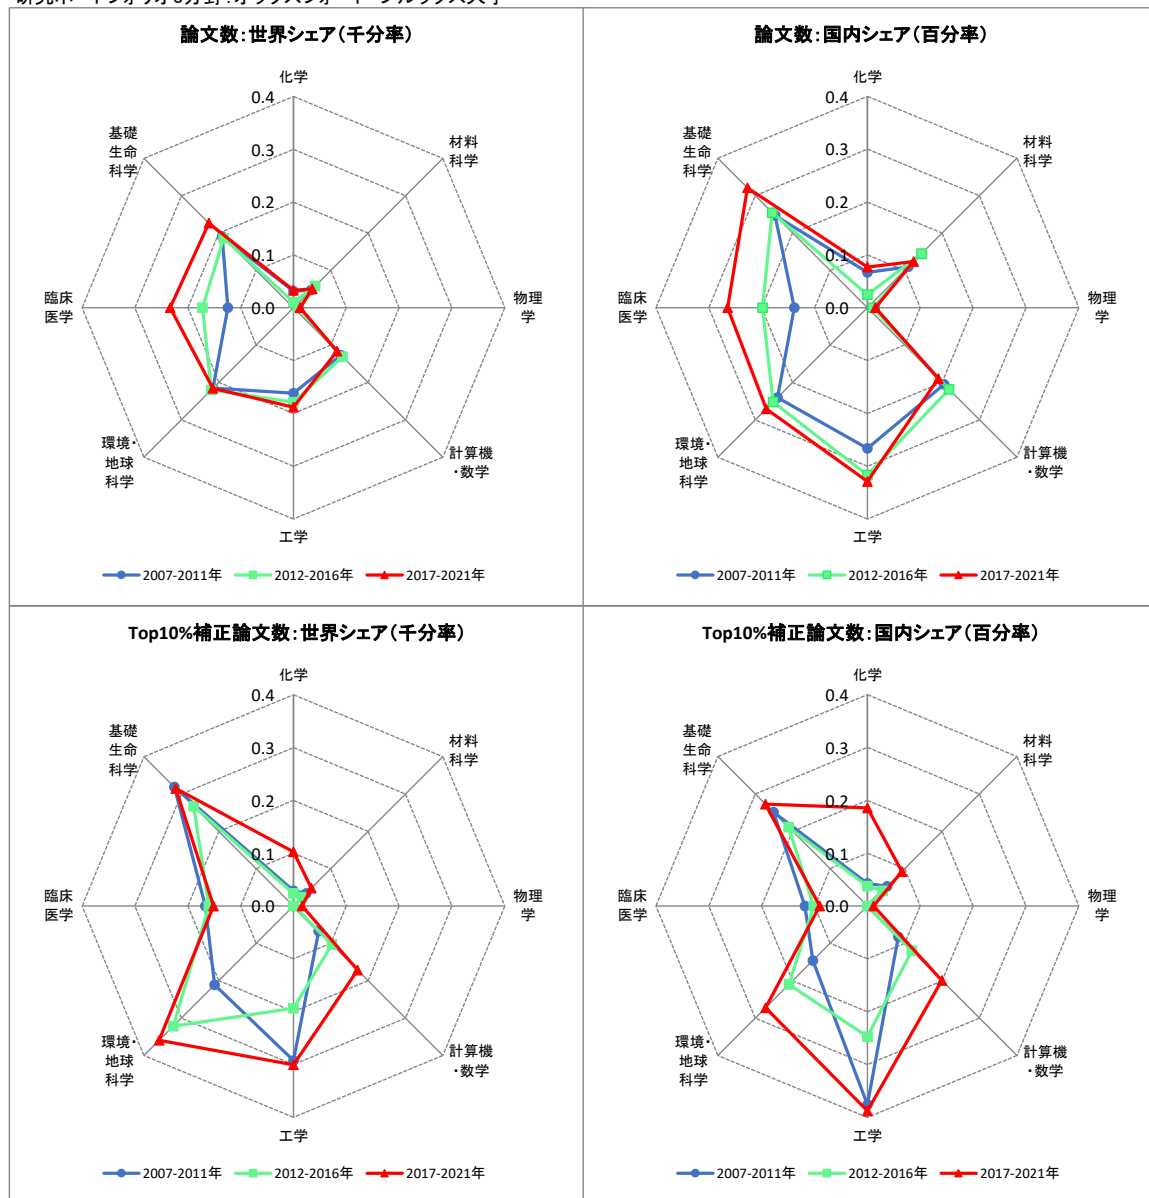 論文数:世界シェア(千分率)
化学
材料
科学
物理
学
計算機
・数学
工学
環境・
地球
科学
臨床
医学
基礎
生命
科学
0.4
0.3
0.2
0.1
0.0
2007-2011年 2012-2016年 2017-2021年
論文数:国内シェア(百分率)
化学
材料
科学
物理
学
計算機
・数学
工学
環境・
地球
科学
臨床
医学
基礎
生命
科学
0.4
0.3
0.2
0.1
0.0
2007-2011年 2012-2016年 2017-2021年
Top10%補正論文数:世界シェア(千分率)
化学
材料
科学
物理
学
計算機
・数学
工学
環境・
地球
科学
臨床
医学
基礎
生命
科学
0.4
0.3
0.2
0.1
0.0
2007-2011年 2012-2016年 2017-2021年
Top10%補正論文数:国内シェア(百分率)
化学
材料
科学
物理
学
計算機
・数学
工学
環境・
地球
科学
臨床
医学
基礎
生命
科学
0.4
0.3
0.2
0.1
0.0
2007-2011年 2012-2016年 2017-2021年